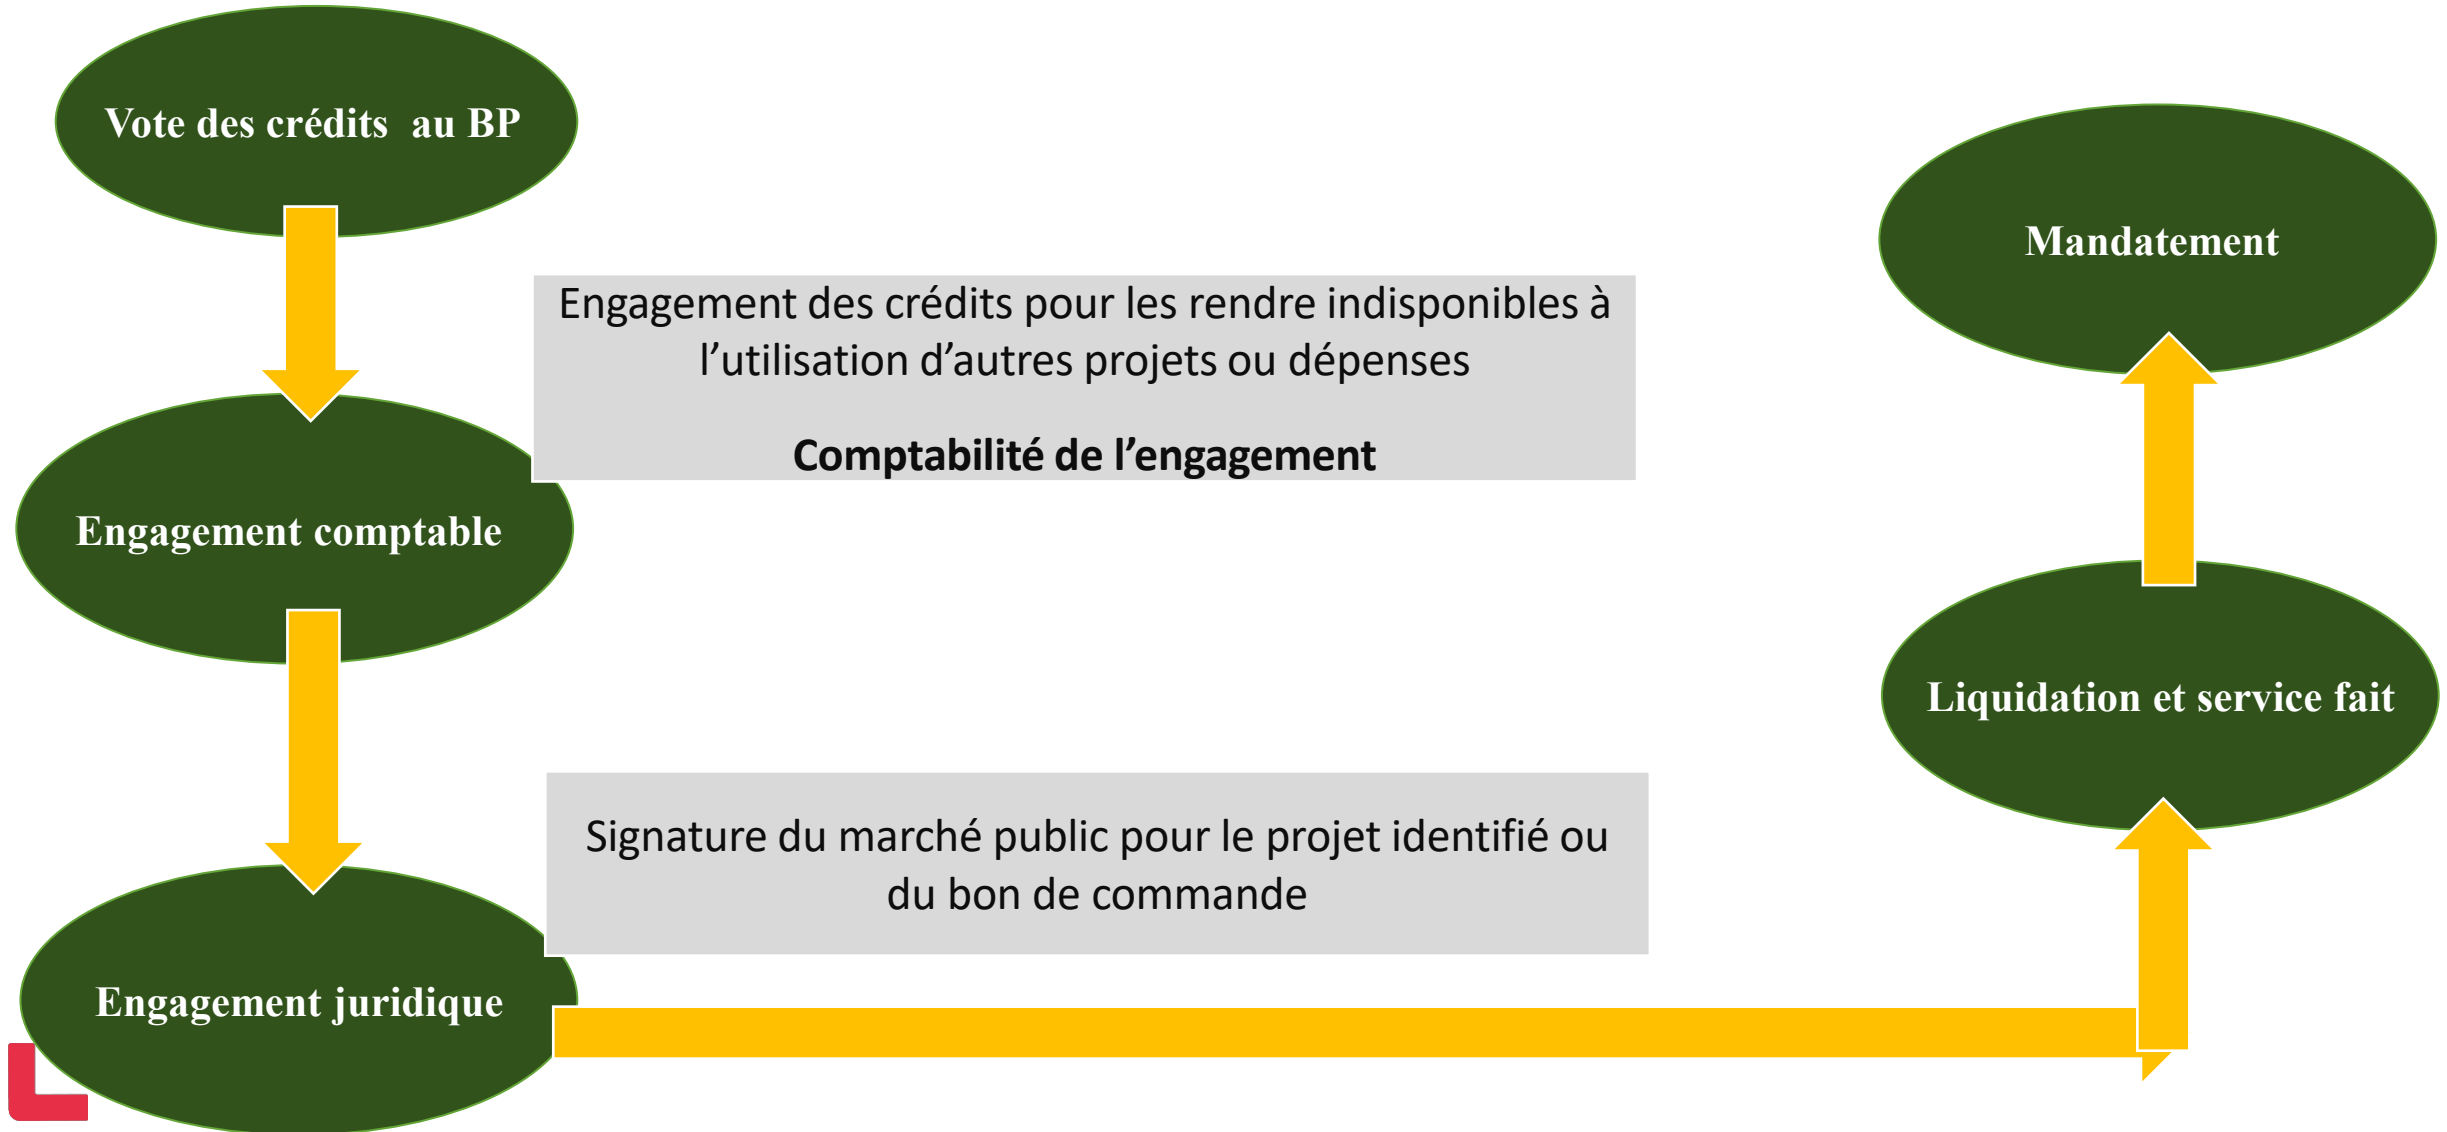 Vote des crédits au BP
Engagement des crédits pour les rendre indisponibles à
l’utilisation d’autres projets ou dépenses
Comptabilité de l’engagement
Engagement comptable
Signature du marché public pour le projet identifié ou
du bon de commande
Engagement juridique
Liquidation et service fait
Mandatement